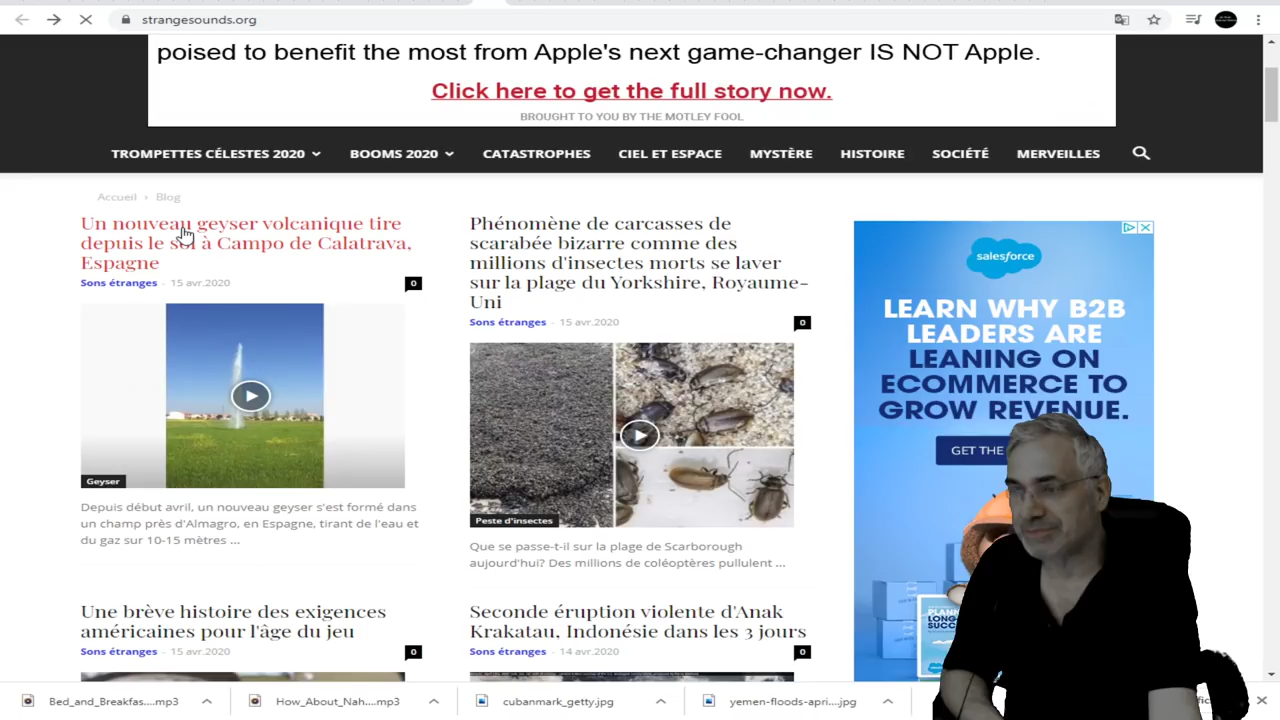 strangesounds.org
poised to benefit the most from Apple's next game-changer IS NOT Apple.
Click here to get the full story now.
BROUGHT TO YOU BY THE MOTLEY FOOL
TROMPETTES CÉLESTES 2020
BOOMS 2020
CATASTROPHES
CIEL ET ESPACE
MYSTÈRE
HISTOIRE
SOCIÉTÉ
MERVEILLES
Accueil › Blog
Un nouveau geyser volcanique tire
depuis le sol à Campo de Calatrava,
Espagne
Sons étranges - 15 avr.2020
0
Geyser
Depuis début avril, un nouveau geyser s'est formé dans
un champ près d'Almagro, en Espagne, tirant de l'eau et
du gaz sur 10-15 mètres ...
Phénomène de carcasses de
scarabée bizarre comme des
millions d'insectes morts se laver
sur la plage du Yorkshire, Royaume-
Uni
Sons étranges - 15 avr.2020
0
Peste d'insectes
Que se passe-t-il sur la plage de Scarborough
aujourd'hui? Des millions de coléoptères pullulent ...
salesforce
LEARN WHY B2B
LEADERS ARE
LEANING ON
ECOMMERCE TO
GROW REVENUE.
GET THE
Une brève histoire des exigences
américaines pour l'âge du jeu
Sons étranges - 15 avr.2020
0
Seconde éruption violente d'Anak
Krakatau, Indonésie dans les 3 jours
Sons étranges - 14 avr.2020
0
Bed_and_Breakfas....mp3
How_About_Nah....mp3
cubanmark_getty.jpg
yemen-floods-apri....jpg